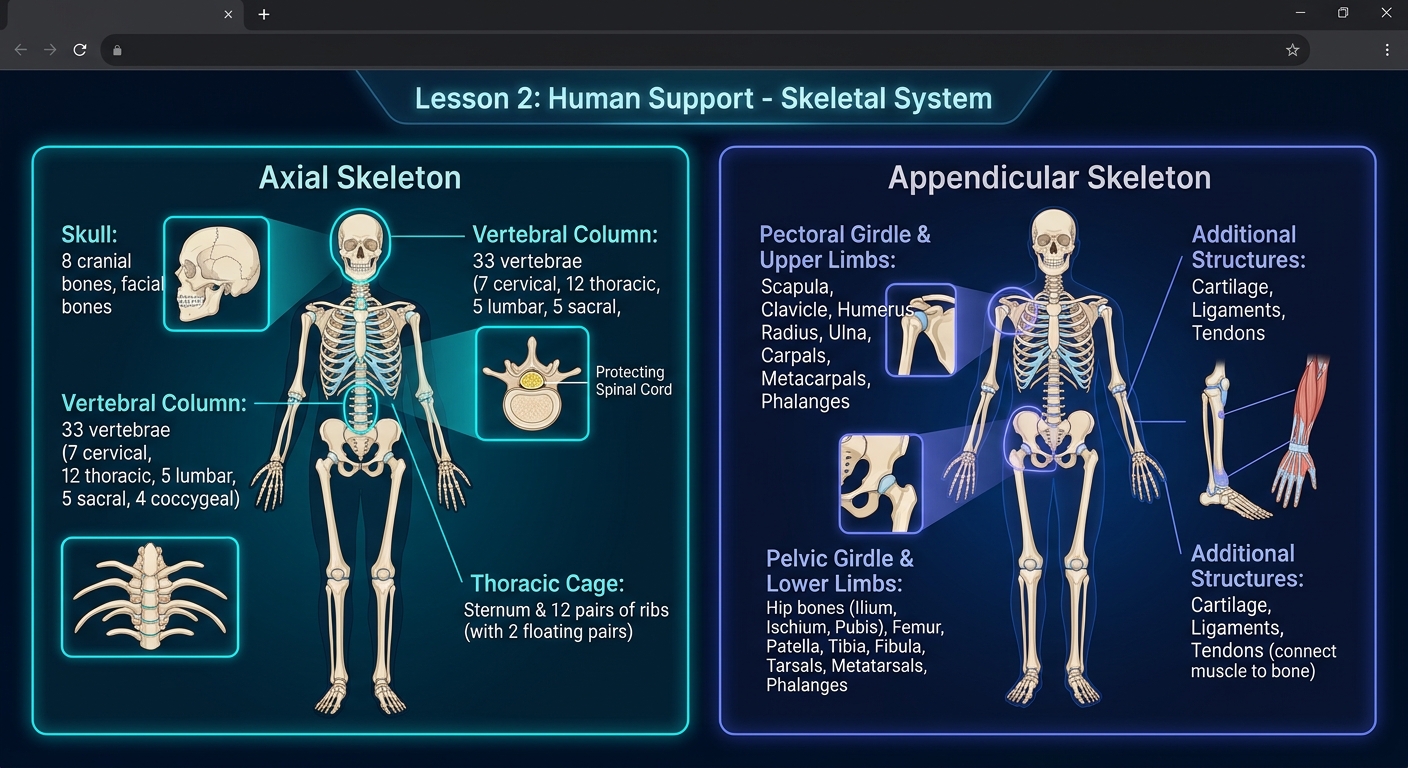 Lesson 2: Human Support - Skeletal System
Axial Skeleton
Skull:
8 cranial
bones, facial
bones
Vertebral Column:
33 vertebrae
(7 cervical, 12 thoracic,
5 lumbar, 5 sacral,
Protecting
Spinal Cord
Vertebral Column:
33 vertebrae
(7 cervical,
12 thoracic, 5 lumbar,
5 sacral, 4 coccygeal)
Thoracic Cage:
Sternum & 12 pairs of ribs
(with 2 floating pairs)
Appendicular Skeleton
Pectoral Girdle &
Upper Limbs:
Scapula,
Clavicle, Humerus
Radius, Ulna,
Carpals,
Metacarpals,
Phalanges
Additional
Structures:
Cartilage,
Ligaments,
Tendons
Pelvic Girdle &
Lower Limbs:
Hip bones (Ilium,
Ischium, Pubis), Femur,
Patella, Tibia, Fibula,
Tarsals, Metatarsals,
Phalanges
Additional
Structures:
Cartilage,
Ligaments,
Tendons (connect
muscle to bone)